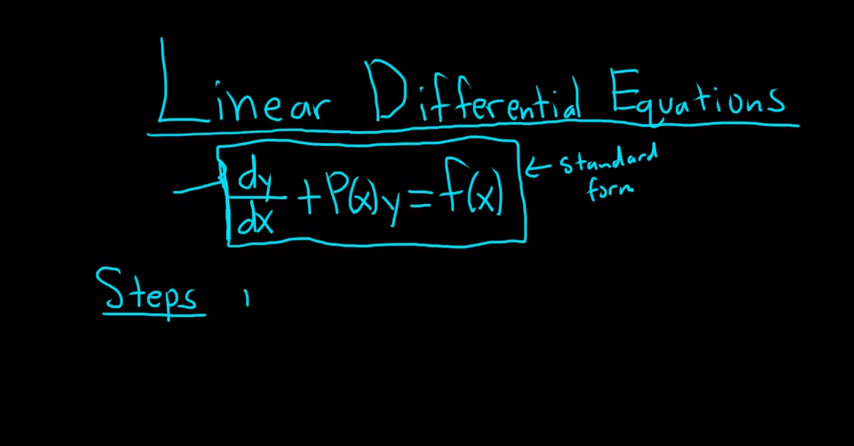 Linear Differential Equations
dy/dx + P(x)y = f(x) ← standard form
Steps 1